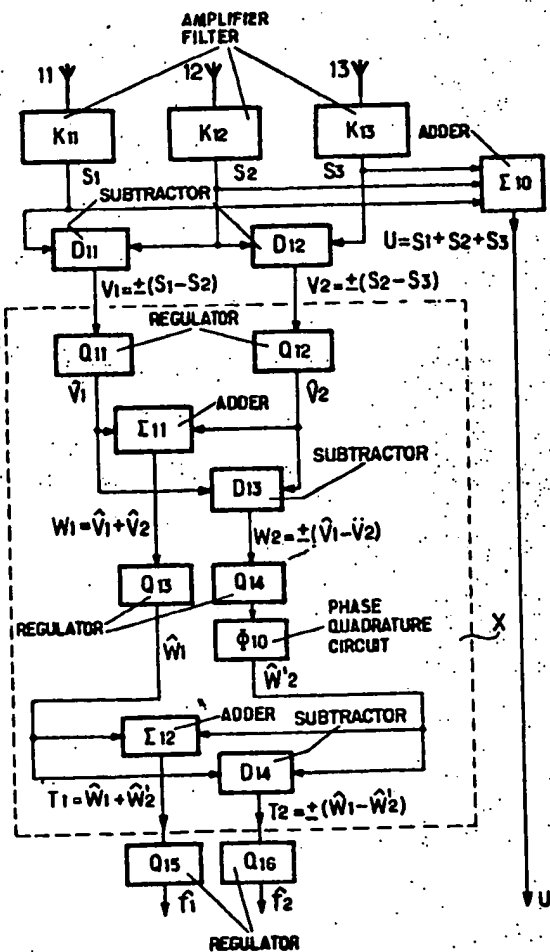 AMPLIFIER
FILTER
11 12 13
K11 K12 K13
ADDER
S1 S2 S3
Σ10
SUBTRACTOR
D11 D12
U=S1+S2+S3
V1=±(S1-S2) V2=±(S2-S3)
REGULATOR
Q11 Q12
V̂1 V̂2
ADDER
Σ11
SUBTRACTOR
D13
W1=V̂1+V̂2 W2=±(V̂1-V̂2)
Q13 Q14
REGULATOR
PHASE
QUADRATURE
CIRCUIT
Φ10
X
Ŵ1 Ŵ'2
ADDER SUBTRACTOR
Σ12
D14
T1=Ŵ1+Ŵ'2 T2=±(Ŵ1-Ŵ'2)
Q15 Q16
f̂1 f̂2 U
REGULATOR